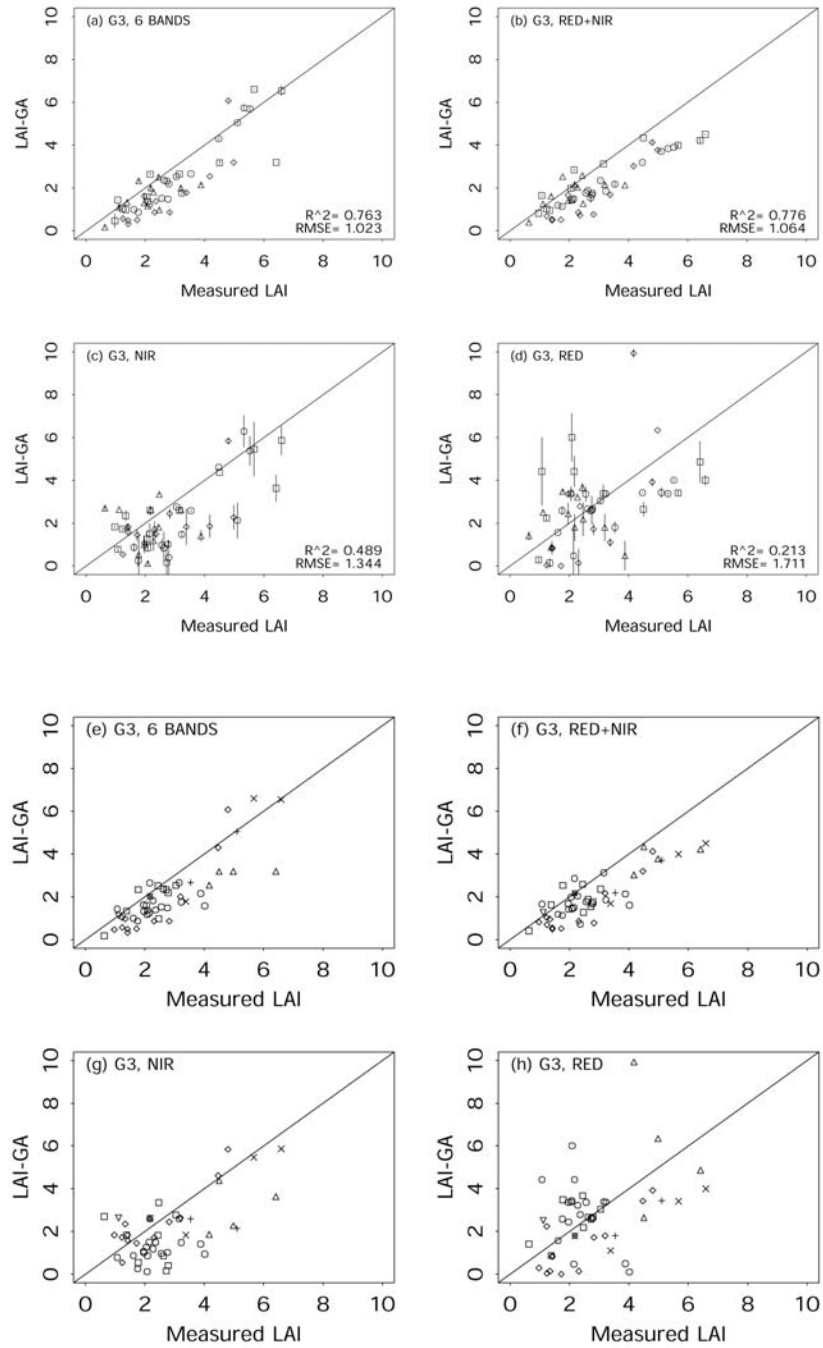 (a) G3, 6 BANDS
10
8
6
4
2
0
LAI-GA
R^2= 0.763
RMSE= 1.023
0 2 4 6 8 10
Measured LAI
(b) G3, RED+NIR
10
8
6
4
2
0
LAI-GA
R^2= 0.776
RMSE= 1.064
0 2 4 6 8 10
Measured LAI
(c) G3, NIR
10
8
6
4
2
0
LAI-GA
R^2= 0.489
RMSE= 1.344
0 2 4 6 8 10
Measured LAI
(d) G3, RED
10
8
6
4
2
0
LAI-GA
R^2= 0.213
RMSE= 1.711
0 2 4 6 8 10
Measured LAI
(e) G3, 6 BANDS
10
8
6
4
2
0
LAI-GA
0 2 4 6 8 10
Measured LAI
(f) G3, RED+NIR
10
8
6
4
2
0
LAI-GA
0 2 4 6 8 10
Measured LAI
(g) G3, NIR
10
8
6
4
2
0
LAI-GA
0 2 4 6 8 10
Measured LAI
(h) G3, RED
10
8
6
4
2
0
LAI-GA
0 2 4 6 8 10
Measured LAI